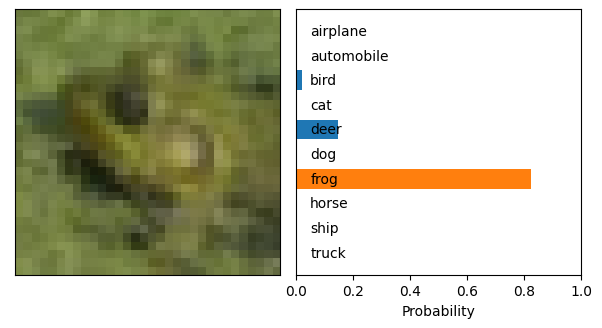 airplane
automobile
bird
cat
deer
dog
frog
horse
ship
truck
0.0 0.2 0.4 0.6 0.8 1.0
Probability